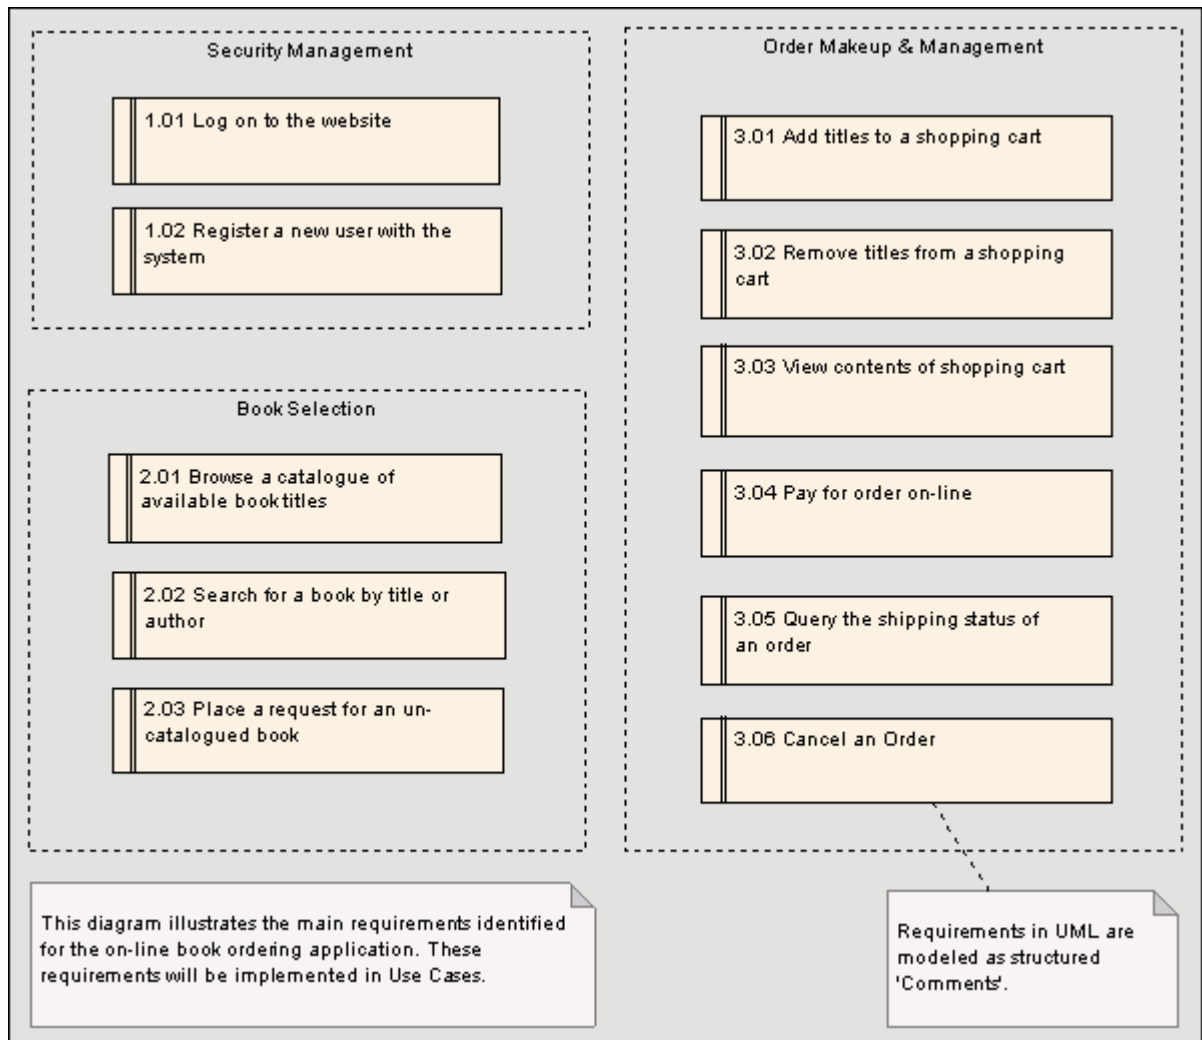 Security Management
1.01 Log on to the website
1.02 Register a new user with the
system
Book Selection
2.01 Browse a catalogue of
available book titles
2.02 Search for a book by title or
author
2.03 Place a request for an un-
catalogued book
Order Makeup & Management
3.01 Add titles to a shopping cart
3.02 Remove titles from a shopping
cart
3.03 View contents of shopping cart
3.04 Pay for order on-line
3.05 Query the shipping status of
an order
3.06 Cancel an Order
This diagram illustrates the main requirements identified
for the on-line book ordering application. These
requirements will be implemented in Use Cases.
Requirements in UML are
modeled as structured
'Comments'.